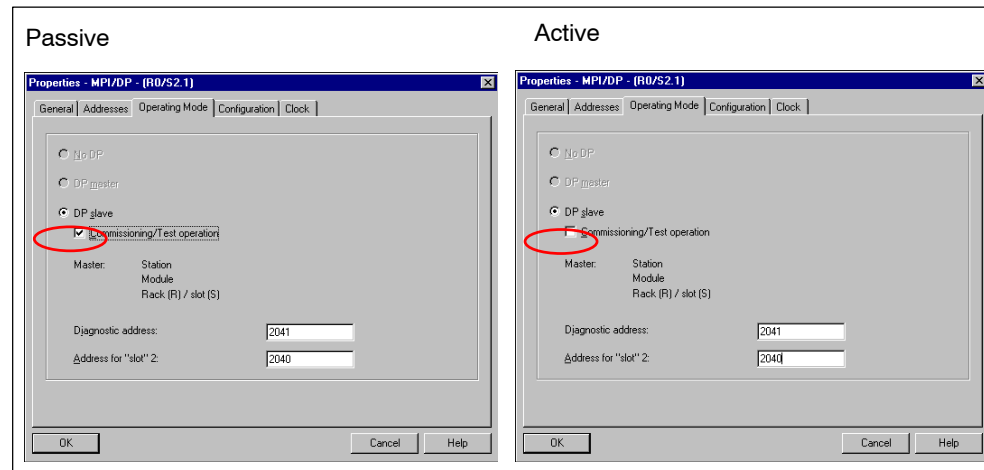 Passive
Properties - MPI/DP - (R0/S2.1)
General Addresses Operating Mode Configuration Clock
No DP
DP master
DP slave
Commissioning/Test operation
Master: Station
Module
Rack (R) / slot (S)
Diagnostic address: 2041
Address for "slot" 2: 2040
OK Cancel Help
Active
Properties - MPI/DP - (R0/S2.1)
General Addresses Operating Mode Configuration Clock
No DP
DP master
DP slave
Commissioning/Test operation
Master: Station
Module
Rack (R) / slot (S)
Diagnostic address: 2041
Address for "slot" 2: 2040
OK Cancel Help